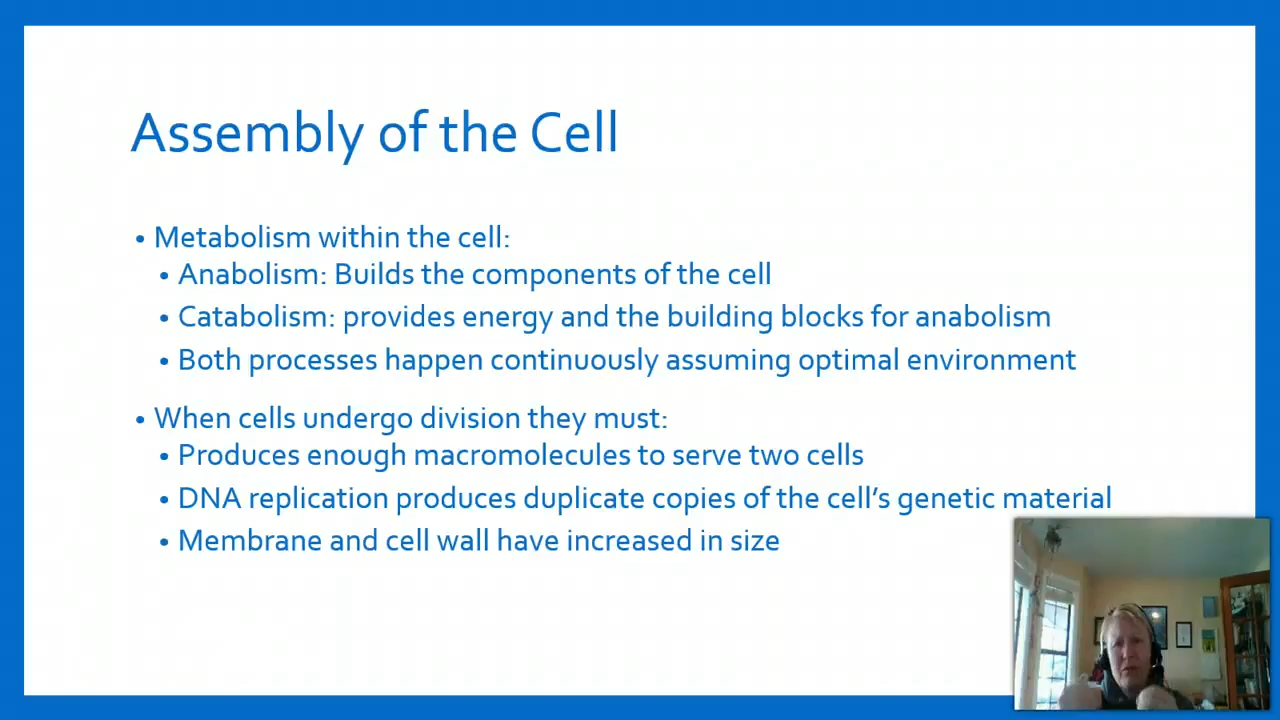 Assembly of the Cell
• Metabolism within the cell:
• Anabolism: Builds the components of the cell
• Catabolism: provides energy and the building blocks for anabolism
• Both processes happen continuously assuming optimal environment
• When cells undergo division they must:
• Produces enough macromolecules to serve two cells
• DNA replication produces duplicate copies of the cell’s genetic material
• Membrane and cell wall have increased in size